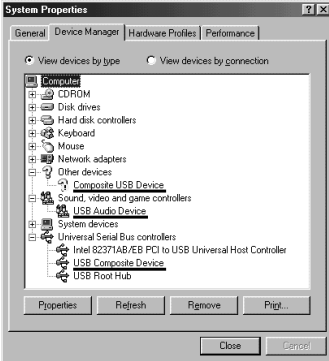 System Properties
General Device Manager Hardware Profiles Performance
View devices by type View devices by connection
Computer
CDROM
Disk drives
Hard disk controllers
Keyboard
Mouse
Network adapters
Other devices
Composite USB Device
Sound, video and game controllers
USB Audio Device
System devices
Universal Serial Bus controllers
Intel 82371AB/EB PCI to USB Universal Host Controller
USB Composite Device
USB Root Hub
Properties Refresh Remove Print...
Close Cancel